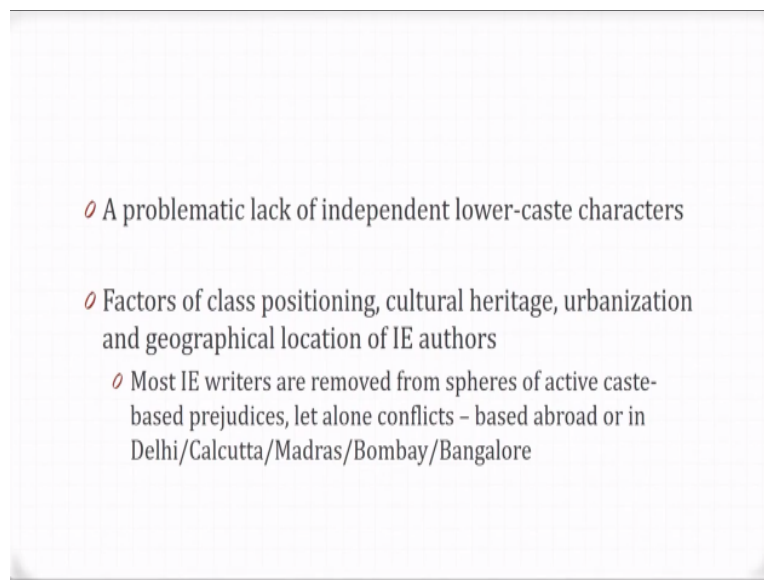 A problematic lack of independent lower-caste characters
Factors of class positioning, cultural heritage, urbanization
and geographical location of IE authors
Most IE writers are removed from spheres of active caste-
based prejudices, let alone conflicts – based abroad or in
Delhi/Calcutta/Madras/Bombay/Bangalore